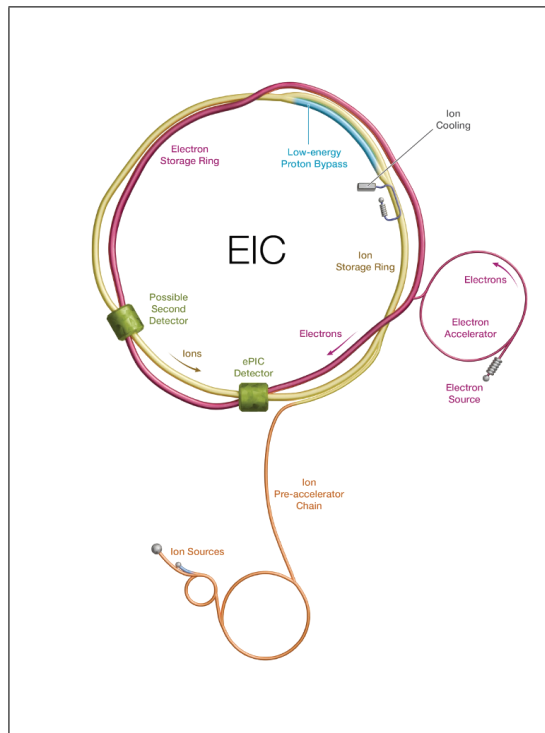 Ion
Cooling
Electron
Storage Ring
Low-energy
Proton Bypass
EIC
Ion
Storage Ring
Electrons
Possible
Second
Detector
Electrons
Electron
Accelerator
Ions
ePIC
Detector
Electron
Source
Ion
Pre-accelerator
Chain
Ion Sources